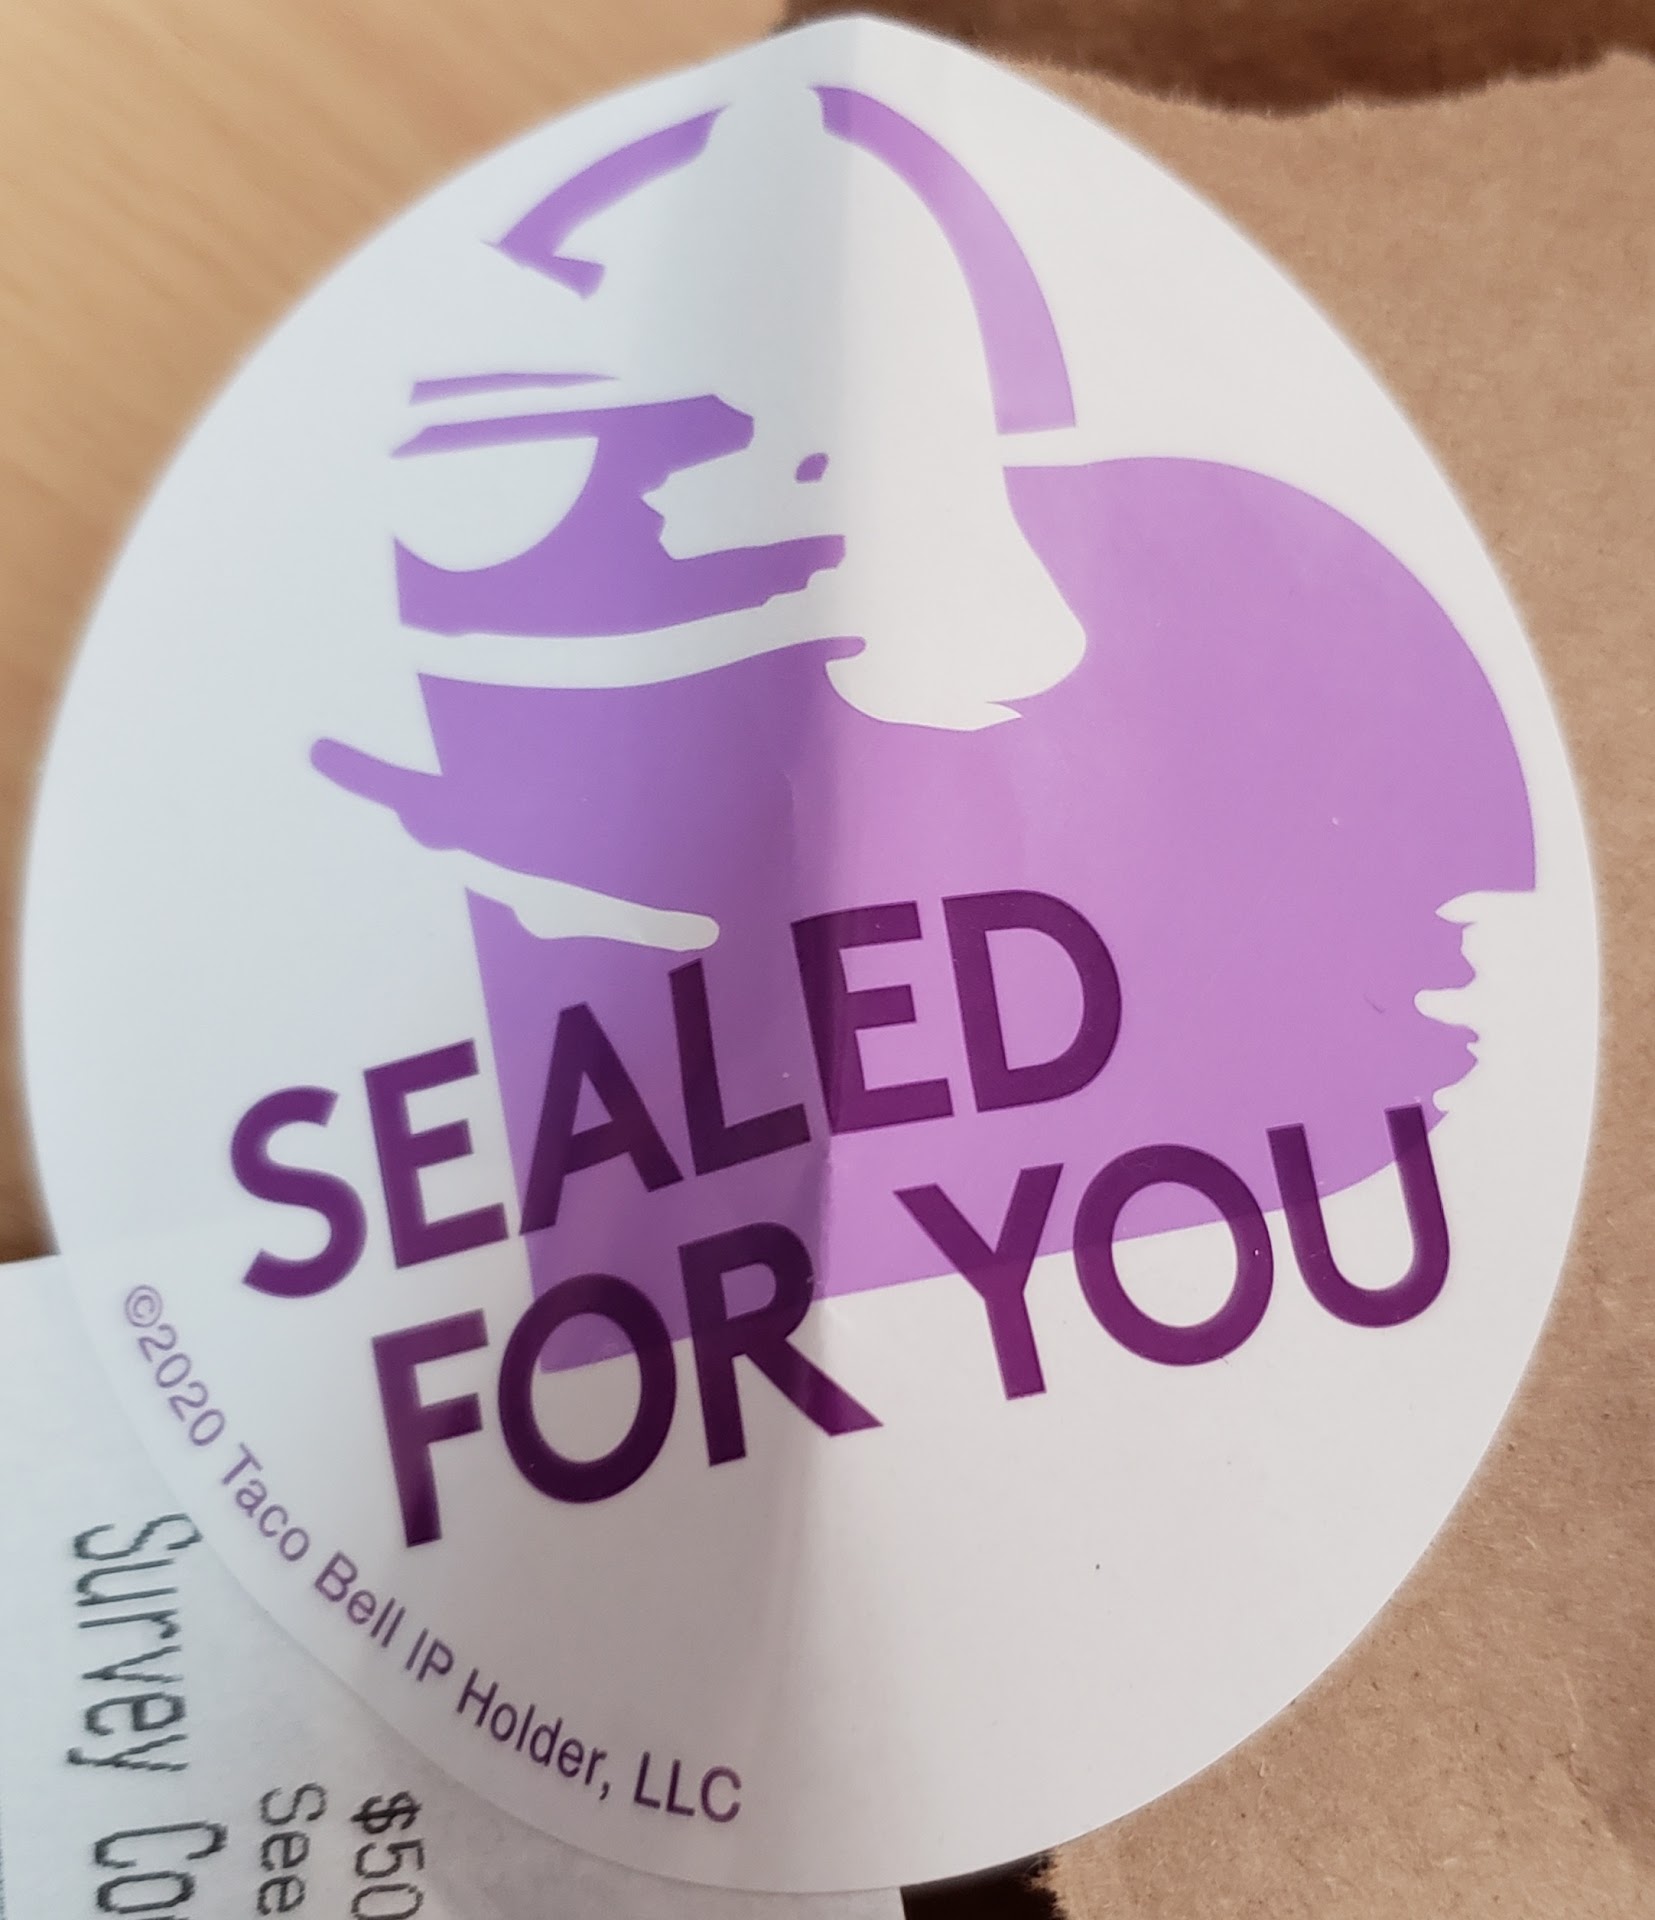 SEALED
FOR YOU
©2020 Taco Bell IP Holder, LLC
Survey
See
$50